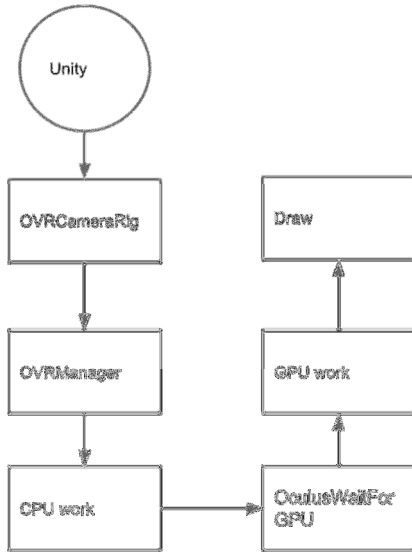 Unity
OVRCameraRig
OVRManager
CPU work
OculusWaitFor
GPU
GPU work
Draw